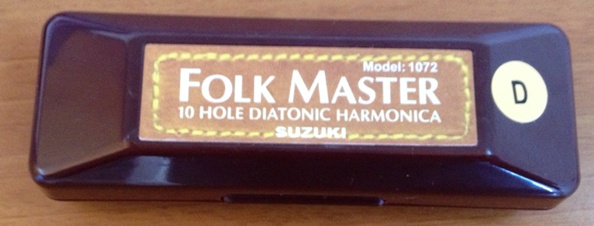 Model: 1072
FOLK MASTER
10 HOLE DIATONIC HARMONICA
SUZUKI
D